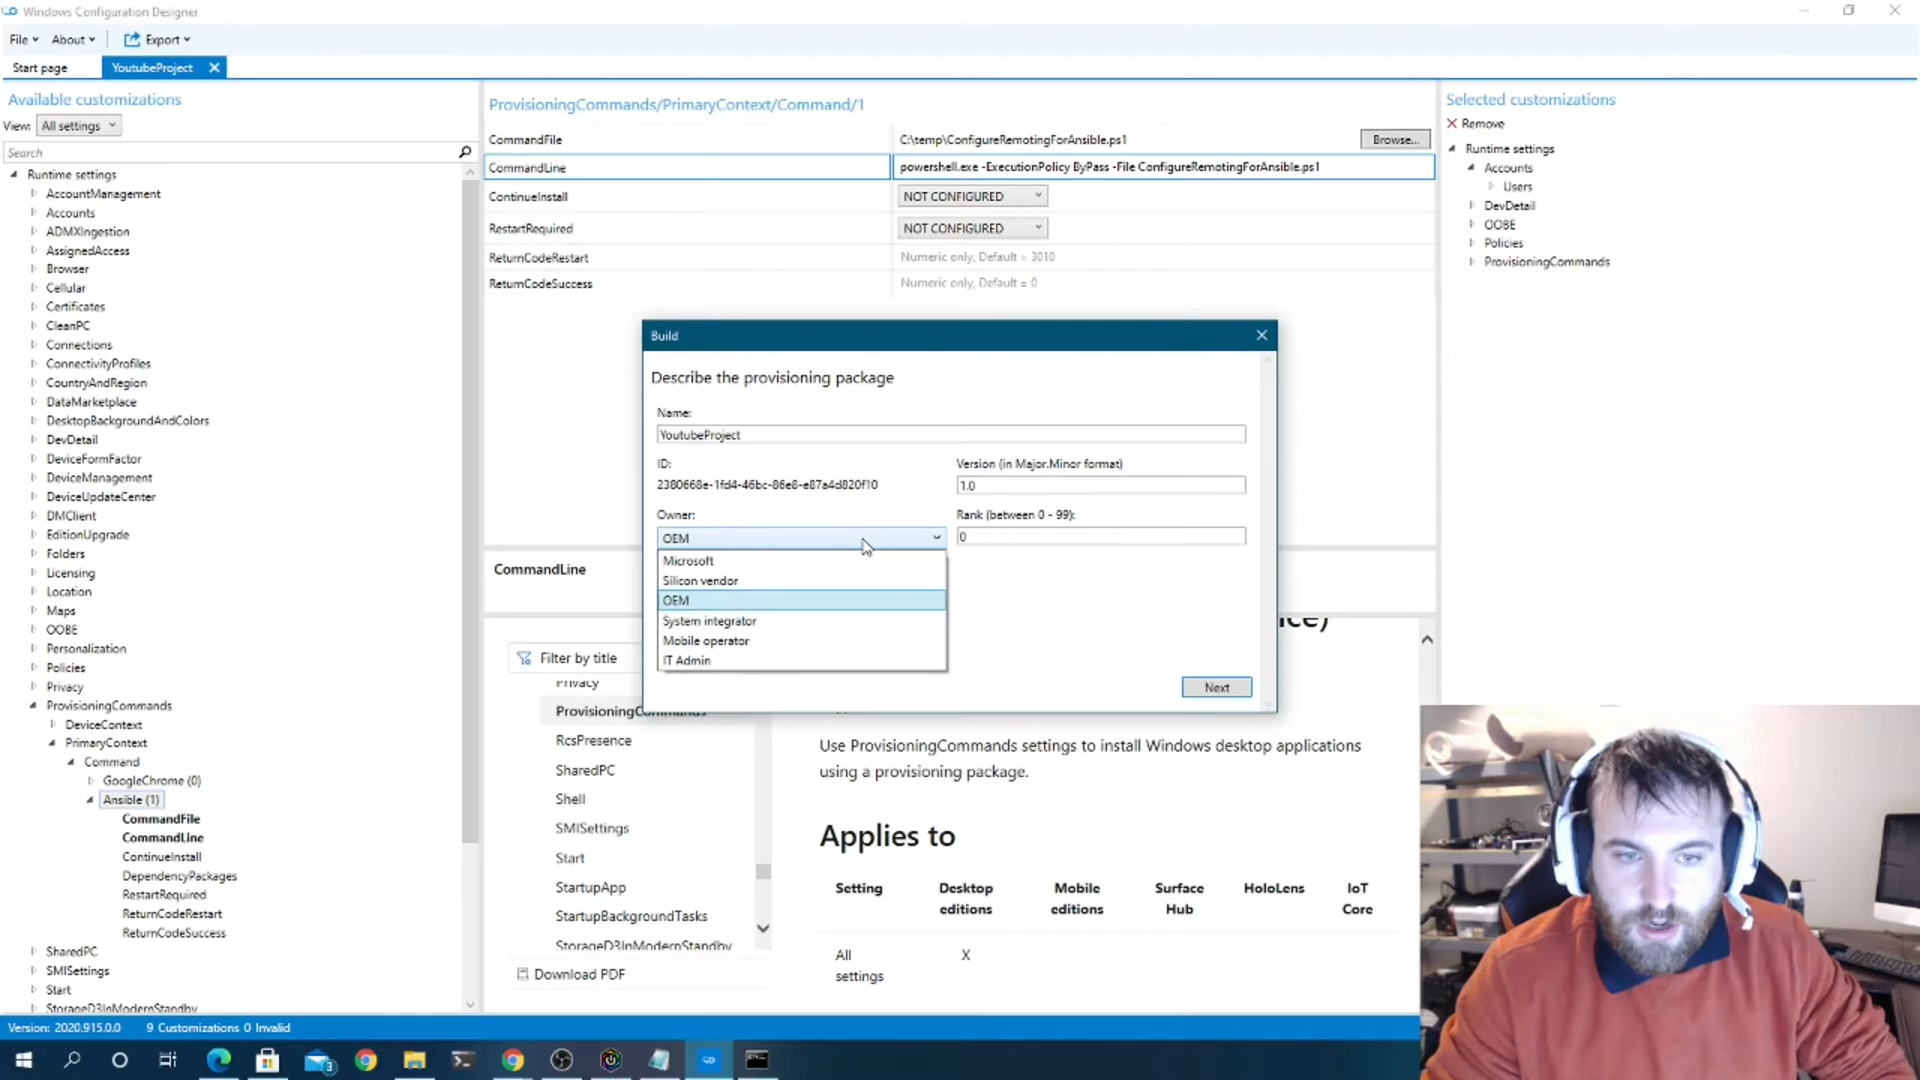 Windows Configuration Designer
File About Export
Start page YoutubeProject
Available customizations
View: All settings
Search
Runtime settings
AccountManagement
Accounts
ADMXIngestion
AssignedAccess
Browser
Cellular
Certificates
CleanPC
Connections
ConnectivityProfiles
CountryAndRegion
DataMarketplace
DesktopBackgroundAndColors
DevDetail
DeviceFormFactor
DeviceManagement
DeviceUpdateCenter
DMClient
EditionUpgrade
Folders
Licensing
Location
Maps
OOBE
Personalization
Policies
Privacy
ProvisioningCommands
DeviceContext
PrimaryContext
Command
GoogleChrome (0)
Ansible (1)
CommandFile
CommandLine
ContinueInstall
DependencyPackages
RestartRequired
ReturnCodeRestart
ReturnCodeSuccess
SharedPC
SMISettings
Start
StorageD3InModernStandby
ProvisioningCommands/PrimaryContext/Command/1
CommandFile C:\temp\ConfigureRemotingForAnsible.ps1 Browse...
CommandLine powershell.exe -ExecutionPolicy ByPass -File ConfigureRemotingForAnsible.ps1
ContinueInstall NOT CONFIGURED
RestartRequired NOT CONFIGURED
ReturnCodeRestart Numeric only, Default = 3010
ReturnCodeSuccess Numeric only, Default = 0
Build
Describe the provisioning package
Name:
YoutubeProject
ID: Version (in Major.Minor format)
2380668e-1fd4-46bc-86e8-e87a4d820f10 1.0
Owner: Rank (between 0 - 99):
OEM 0
Microsoft
Silicon vendor
OEM
System integrator
Mobile operator
IT Admin
Next
CommandLine
Filter by title
Privacy
ProvisioningCommands
RcsPresence
SharedPC
Shell
SMISettings
Start
StartupApp
StartupBackgroundTasks
StorageD3InModernStandby
Download PDF
Use ProvisioningCommands settings to install Windows desktop applications
using a provisioning package.
Applies to
Setting Desktop editions Mobile editions Surface Hub HoloLens IoT Core
All settings X
Selected customizations
Remove
Runtime settings
Accounts
Users
DevDetail
OOBE
Policies
ProvisioningCommands
Version: 2020.915.0.0 9 Customizations 0 Invalid
3